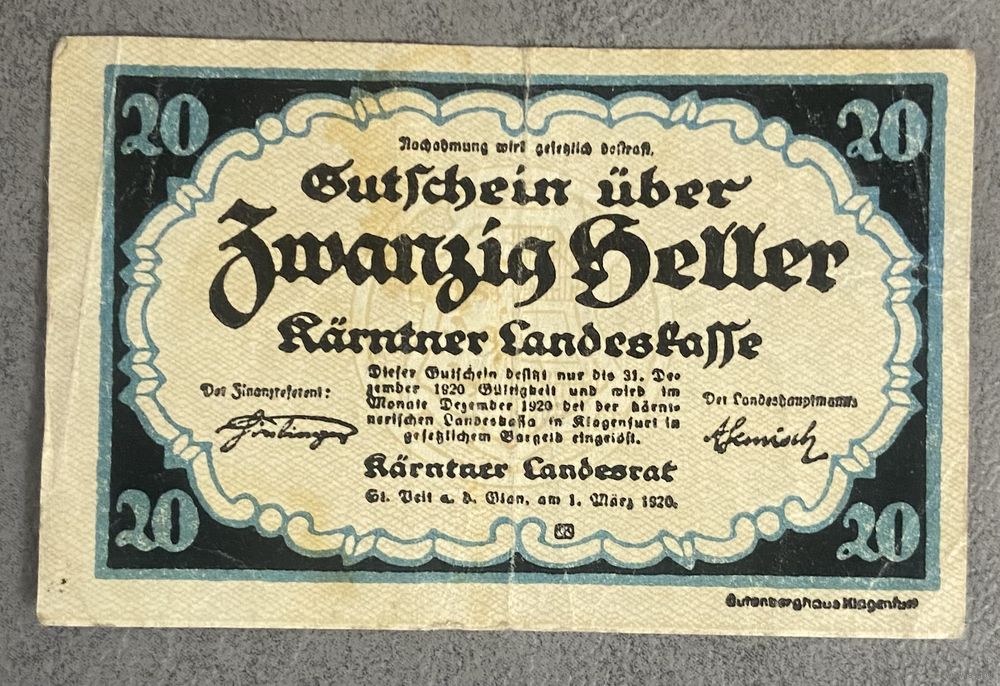 20 20
Nachahmung wird gesetzlich bestraft.
Gutschein über
Zwanzig Heller
Kärntner Landeskasse
Der Finanzreferent:
Dieser Gutschein besitzt nur bis 31. De-
zember 1920 Gültigkeit und wird im
Monate Dezember 1920 bei der kärnt-
nerischen Landeskassa in Klagenfurt in
gesetzlichem Bargeld eingelöst.
Der Landeshauptmann:
Kärntner Landesrat
St. Veit a. d. Glan, am 1. März 1920.
20 20
Gutenberghaus Klagenfurt